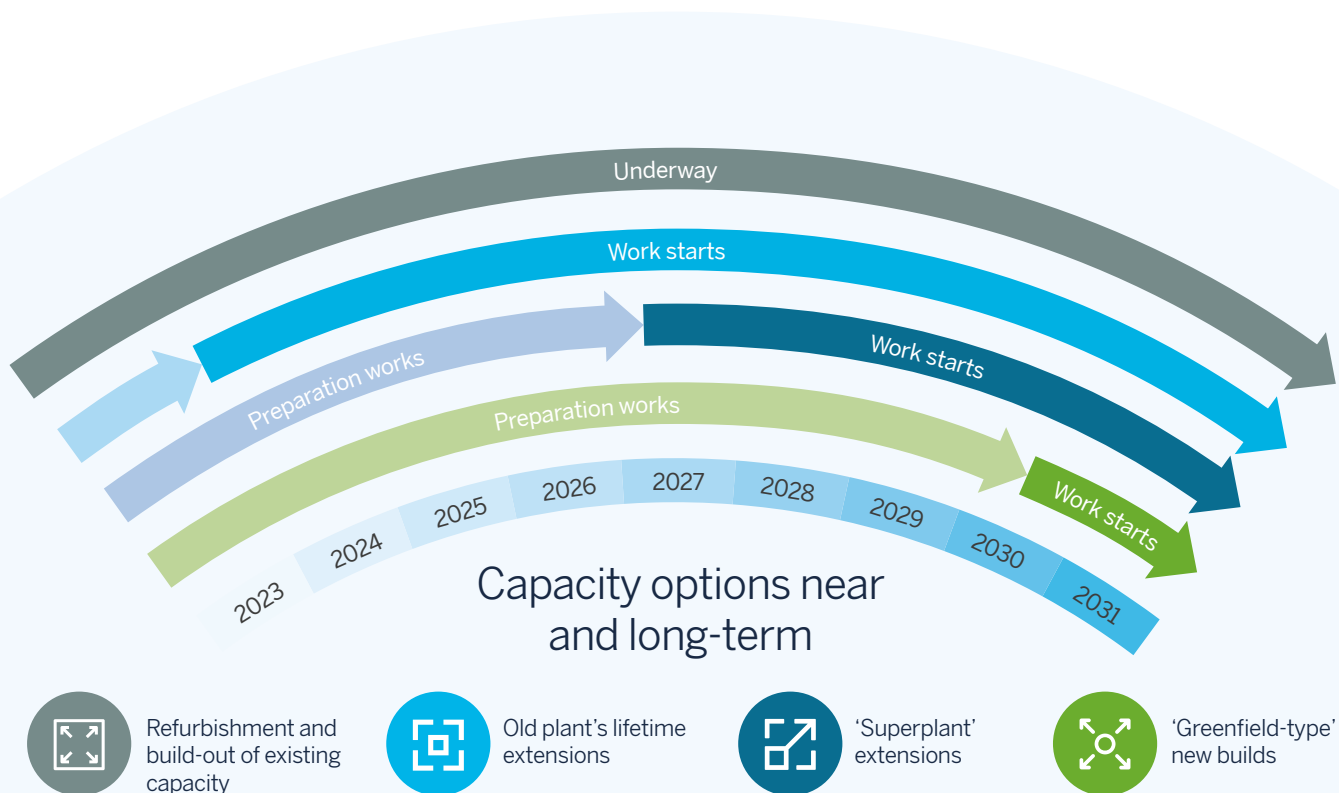 Underway
Work starts
Preparation works
Work starts
Preparation works
Work starts
2023
2024
2025
2026
2027
2028
2029
2030
2031
Capacity options near
and long-term
Refurbishment and
build-out of existing
capacity
Old plant’s lifetime
extensions
‘Superplant’
extensions
‘Greenfield-type’
new builds